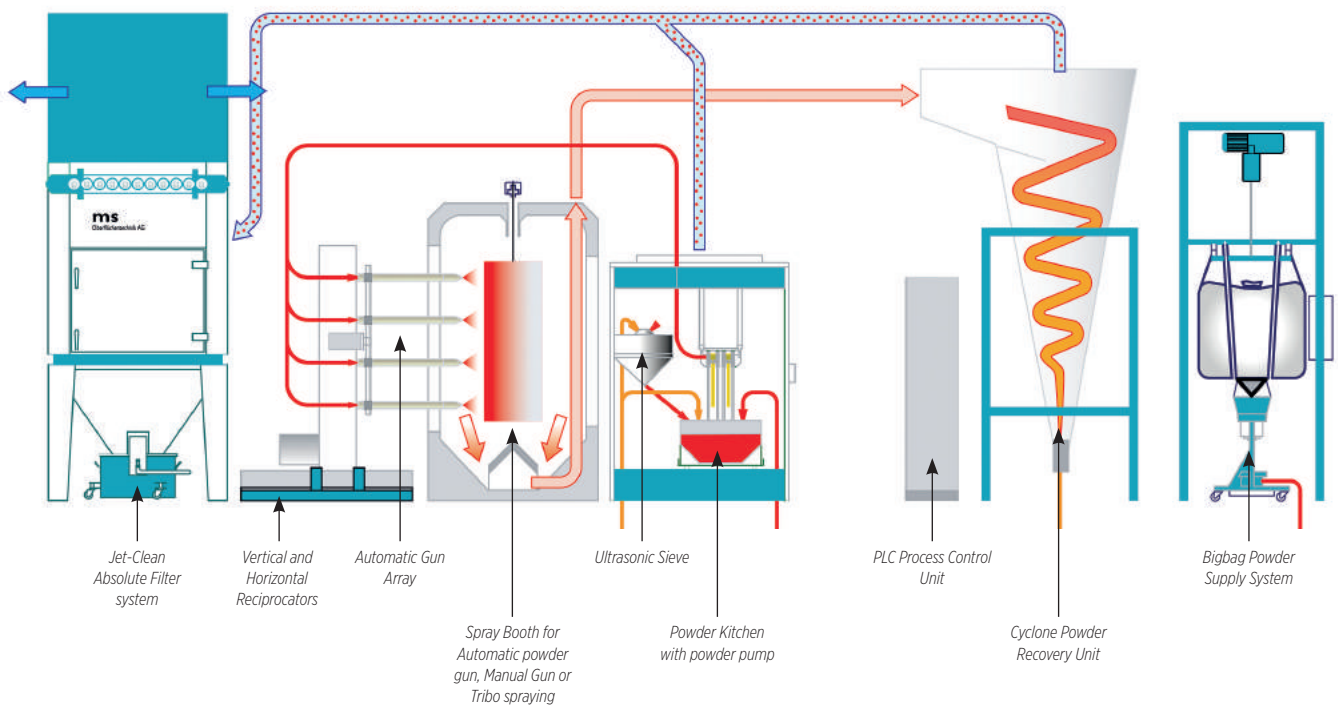 ms
Oberflächentechnik AG
Jet-Clean
Absolute Filter
system
Vertical and
Horizontal
Reciprocators
Automatic Gun
Array
Spray Booth for
Automatic powder
gun, Manual Gun or
Tribo spraying
Ultrasonic Sieve
Powder Kitchen
with powder pump
PLC Process Control
Unit
Cyclone Powder
Recovery Unit
Bigbag Powder
Supply System